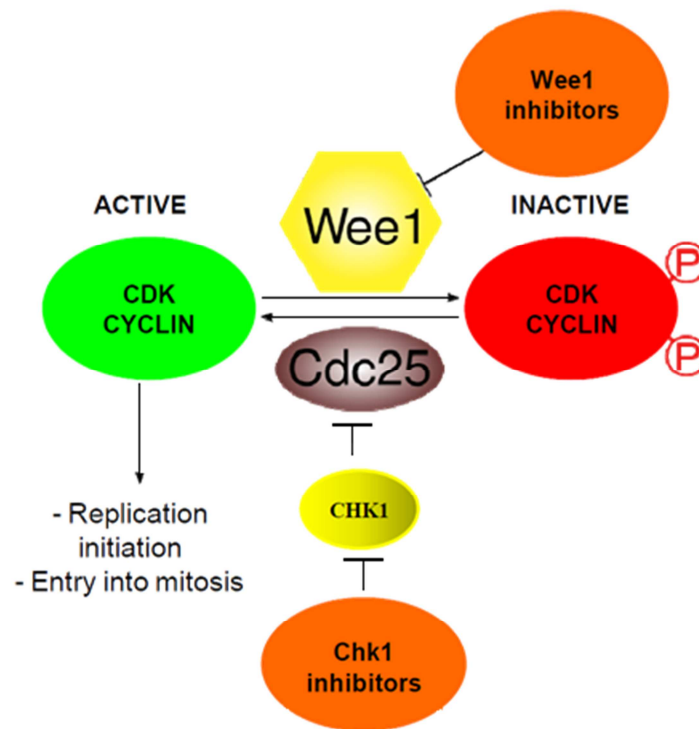 Wee1
inhibitors
ACTIVE
Wee1
INACTIVE
CDK
CYCLIN
CDK
CYCLIN
P
P
Cdc25
CHK1
- Replication
initiation
- Entry into mitosis
Chk1
inhibitors